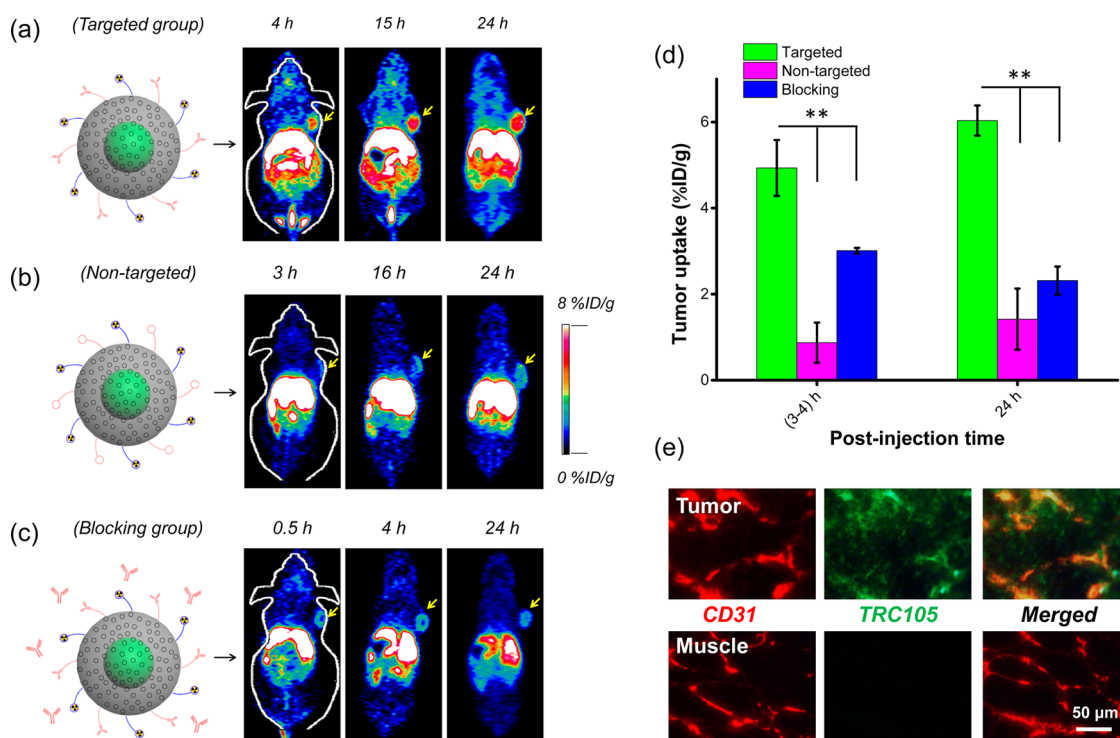 (a)
(Targeted group)
4 h
15 h
24 h
(b)
(Non-targeted)
3 h
16 h
24 h
8 %ID/g
0 %ID/g
(c)
(Blocking group)
0.5 h
4 h
24 h
(d)
Targeted
Non-targeted
Blocking
**
**
Tumor uptake (%ID/g)
6
4
2
0
(3-4) h
24 h
Post-injection time
(e)
Tumor
CD31
TRC105
Merged
Muscle
50 µm